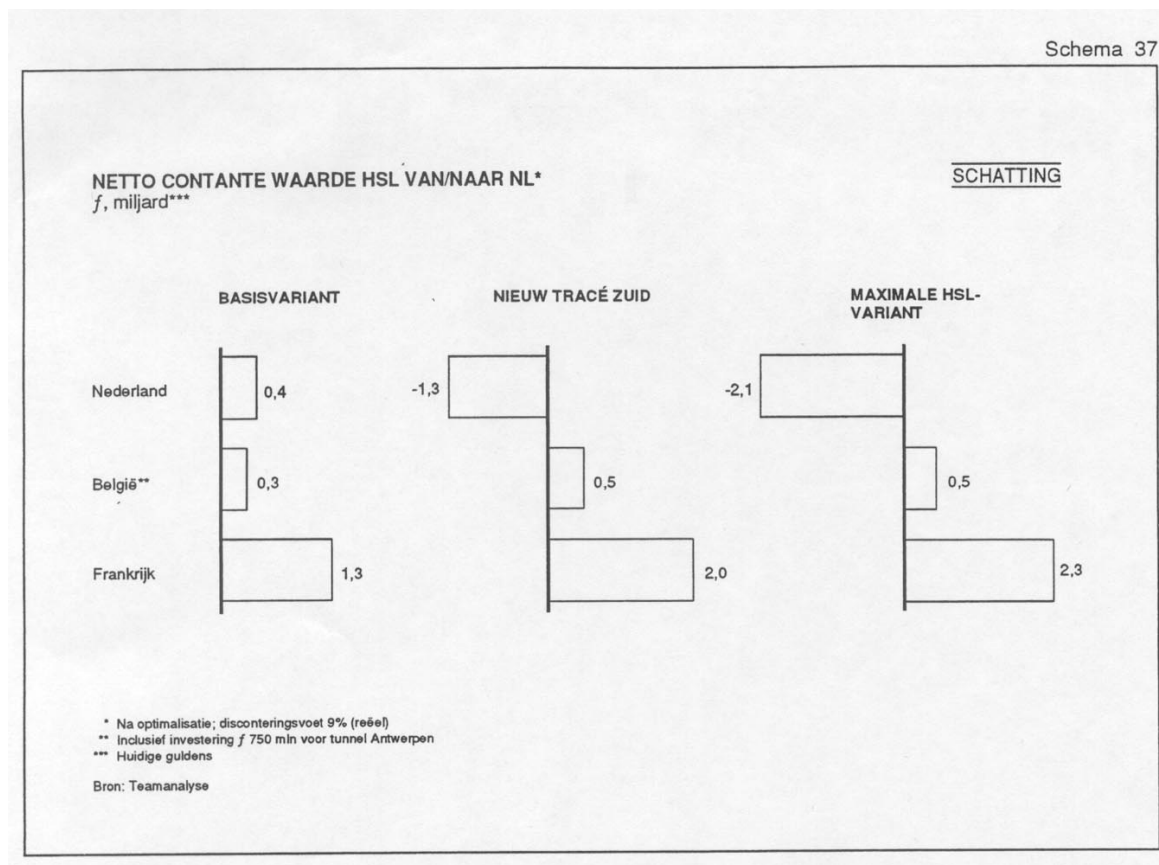 Schema 37
NETTO CONTANTE WAARDE HSL VAN/NAAR NL*
ƒ, miljard***
SCHATTING
BASISVARIANT
NIEUW TRACÉ ZUID
MAXIMALE HSL-
VARIANT
Nederland
0,4
-1,3
-2,1
België**
0,3
0,5
0,5
Frankrijk
1,3
2,0
2,3
* Na optimalisatie; disconteringsvoet 9% (reëel)
** Inclusief investering ƒ 750 mln voor tunnel Antwerpen
*** Huidige guldens
Bron: Teamanalyse